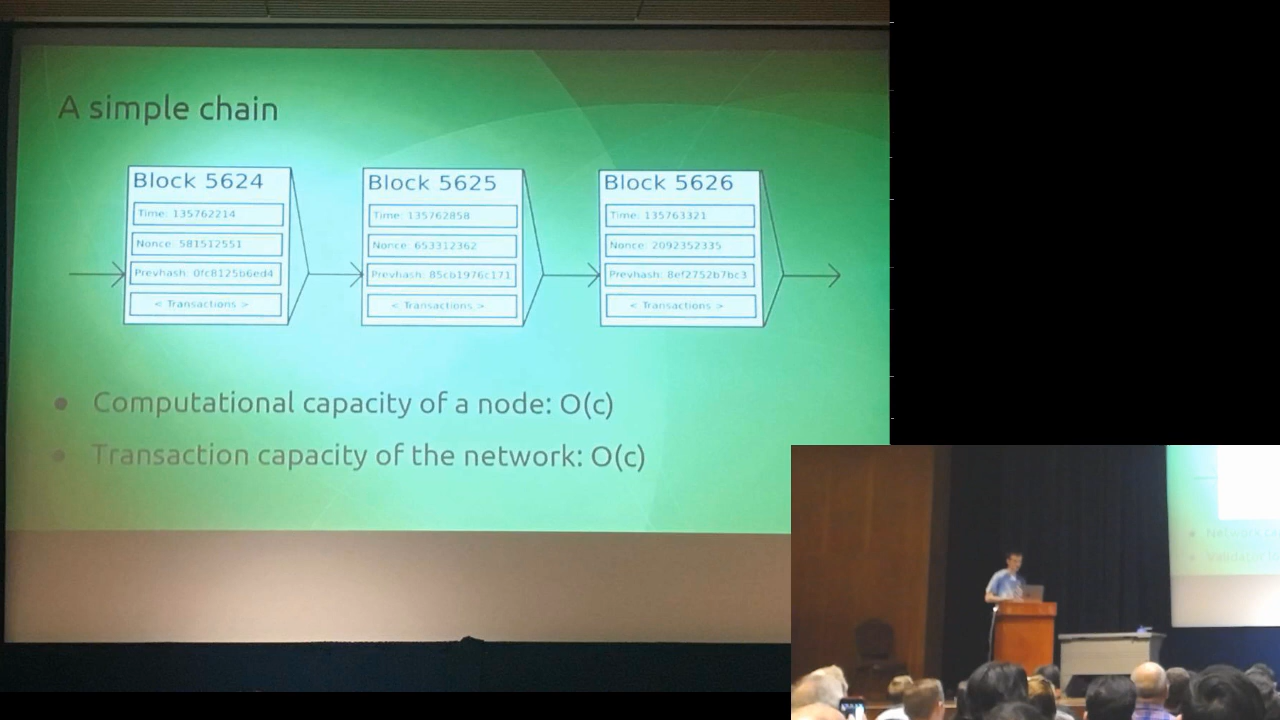 A simple chain
Block 5624
Time: 135762214
Nonce: 581512551
Prevhash: 0fc8125b6ed4
< Transactions >
Block 5625
Time: 135762858
Nonce: 653312362
Prevhash: 85cb1976c171
< Transactions >
Block 5626
Time: 135763321
Nonce: 2092352335
Prevhash: 8ef2752b7bc3
< Transactions >
● Computational capacity of a node: O(c)
● Transaction capacity of the network: O(c)